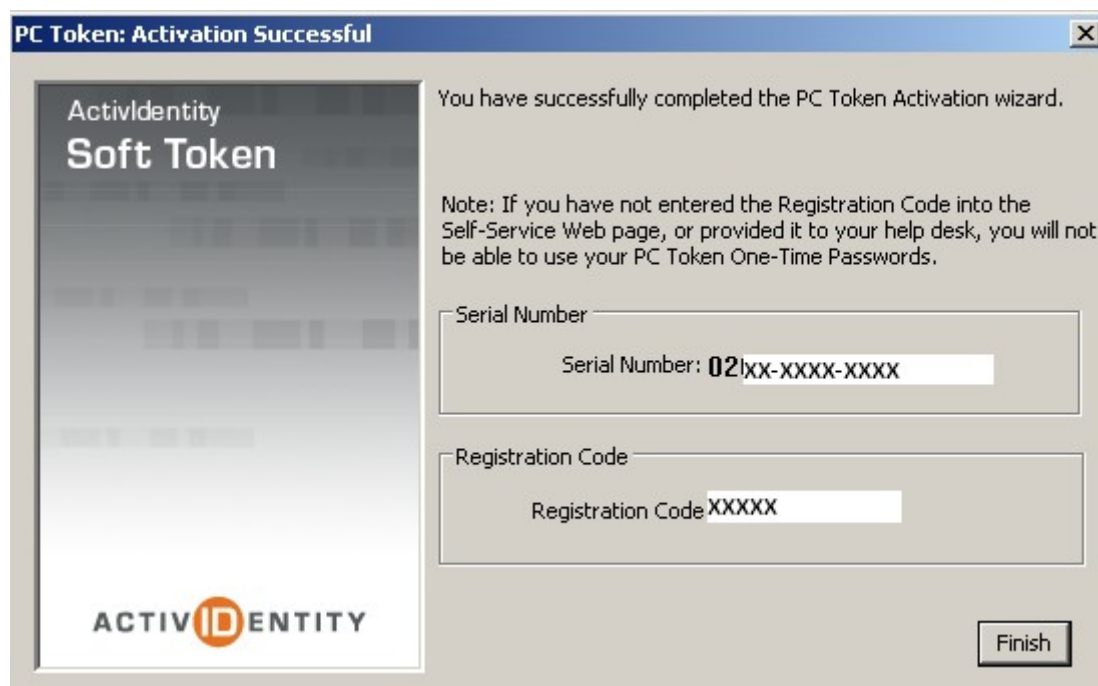 PC Token: Activation Successful
ActivIdentity
Soft Token
You have successfully completed the PC Token Activation wizard.
Note: If you have not entered the Registration Code into the
Self-Service Web page, or provided it to your help desk, you will not
be able to use your PC Token One-Time Passwords.
Serial Number
Serial Number: 02XX-XXXX-XXXX
Registration Code
Registration Code XXXXX
ACTIVIDENTITY
Finish